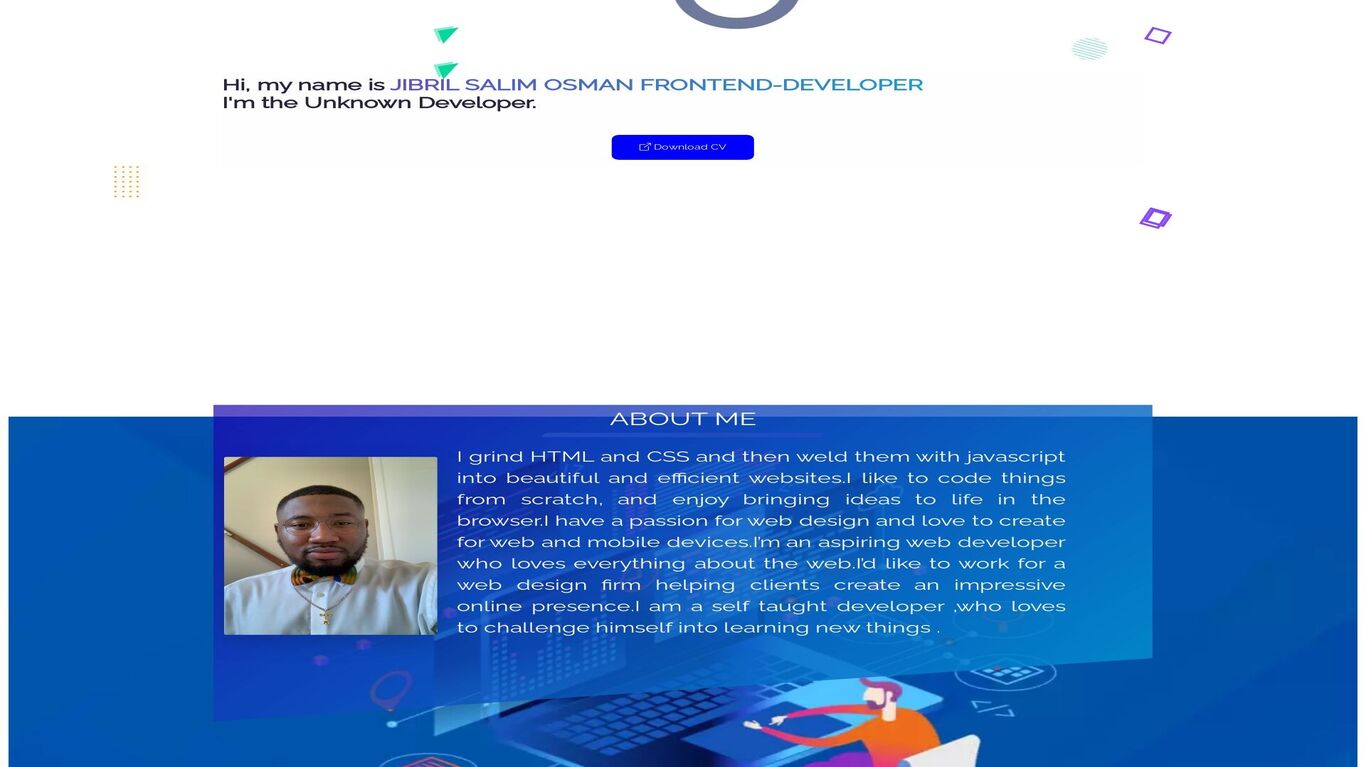 Hi, my name is JIBRIL SALIM OSMAN FRONTEND-DEVELOPER
I'm the Unknown Developer.
Download CV
ABOUT ME
I grind HTML and CSS and then weld them with javascript
into beautiful and efficient websites.I like to code things
from scratch, and enjoy bringing ideas to life in the
browser.I have a passion for web design and love to create
for web and mobile devices.I'm an aspiring web developer
who loves everything about the web.I'd like to work for a
web design firm helping clients create an impressive
online presence.I am a self taught developer ,who loves
to challenge himself into learning new things .